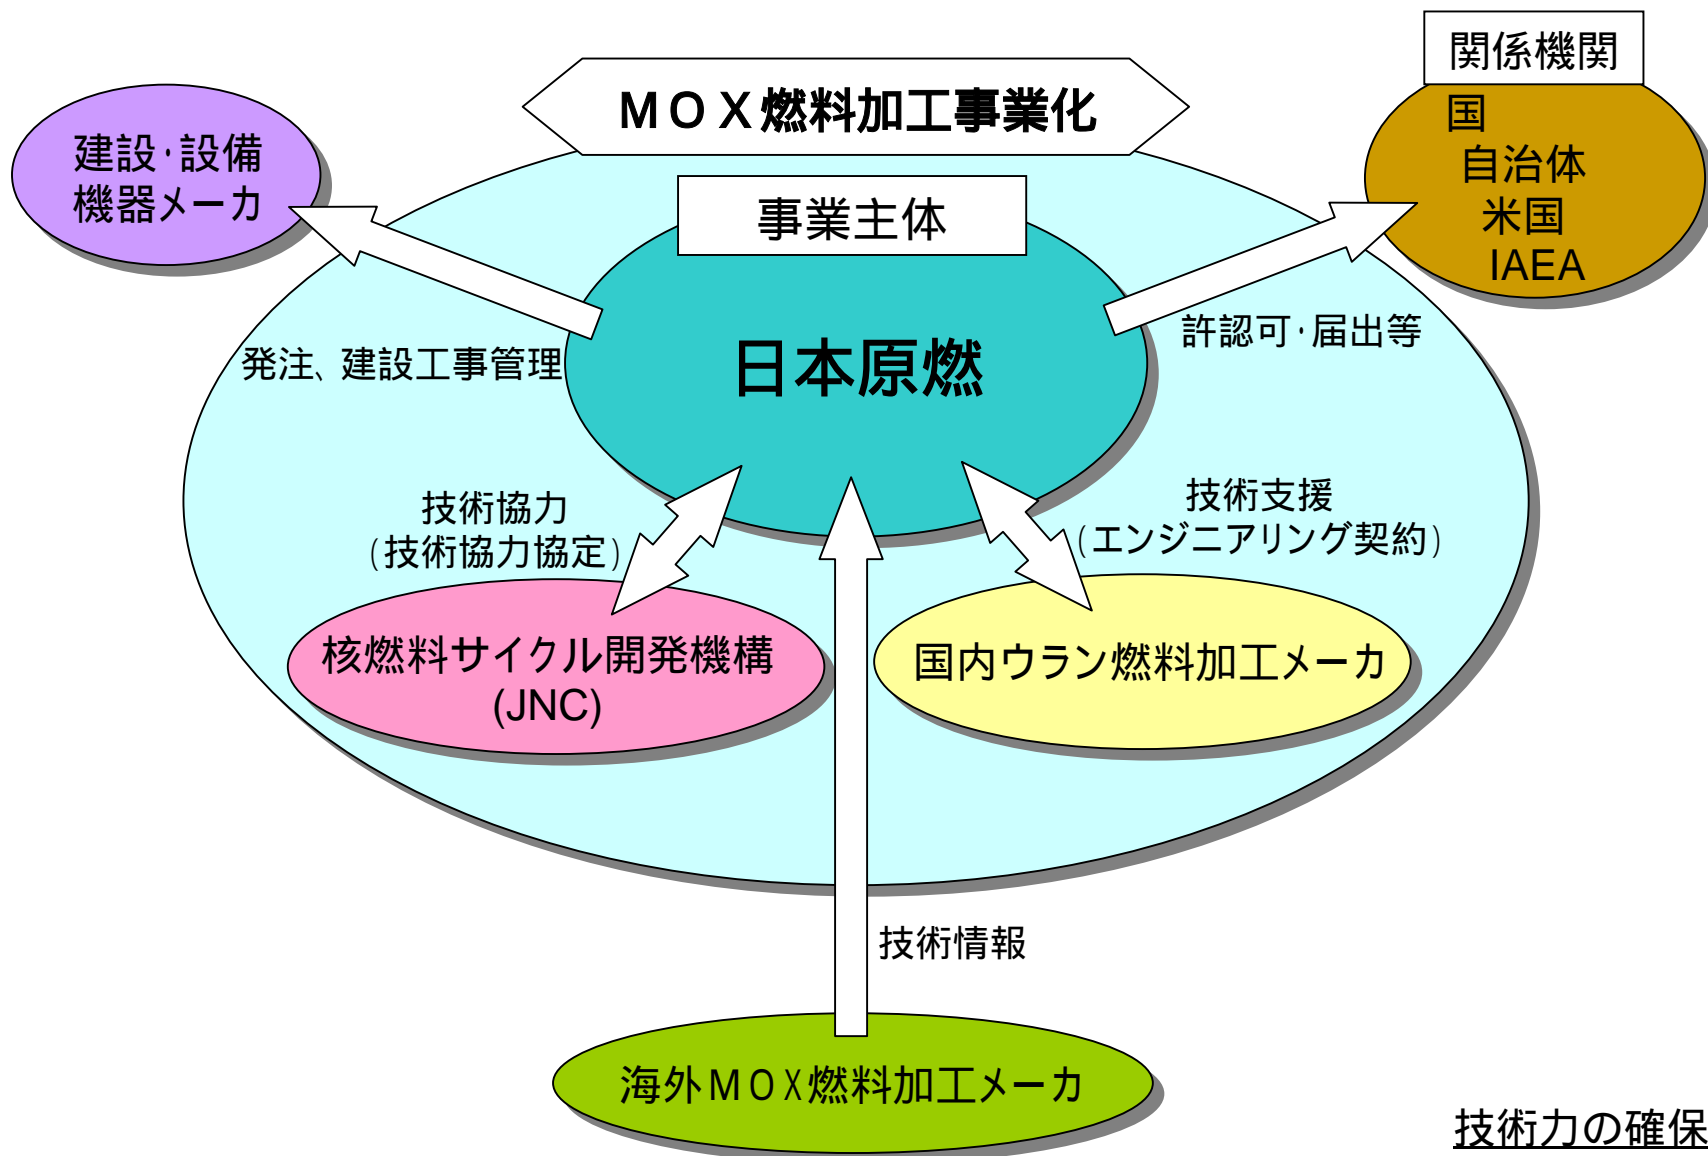 関係機関
MOX燃料加工事業化
国
自治体
米国
IAEA
建設・設備
機器メーカ
事業主体
日本原燃
許認可・届出等
発注、建設工事管理
技術協力
(技術協力協定)
技術支援
(エンジニアリング契約)
核燃料サイクル開発機構
(JNC)
国内ウラン燃料加工メーカ
技術情報
海外MOX燃料加工メーカ
技術力の確保